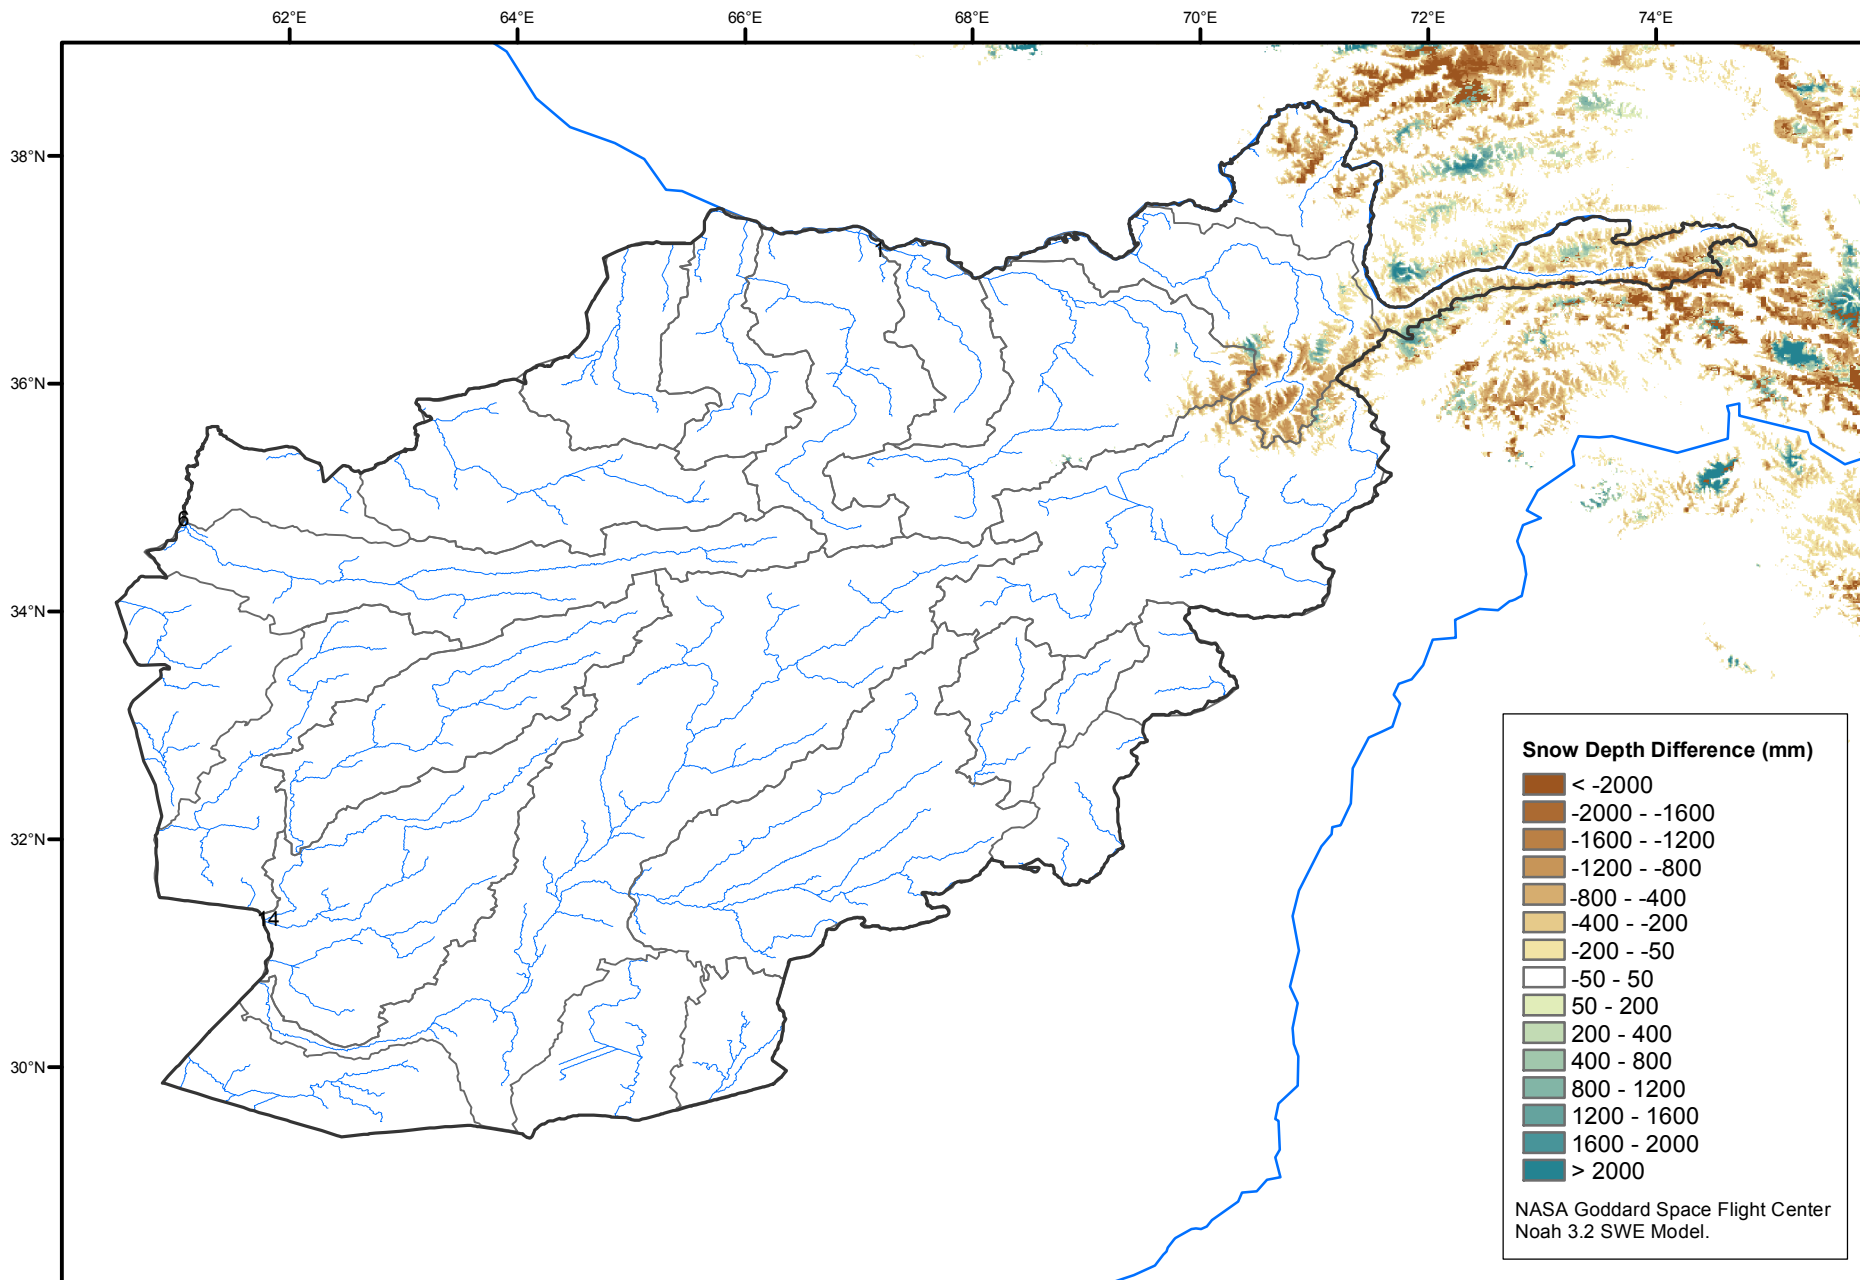 62°E 64°E 66°E 68°E 70°E 72°E 74°E
38°N
1
36°N
6
34°N
32°N
14
30°N
Snow Depth Difference (mm)
< -2000
-2000 - -1600
-1600 - -1200
-1200 - -800
-800 - -400
-400 - -200
-200 - -50
-50 - 50
50 - 200
200 - 400
400 - 800
800 - 1200
1200 - 1600
1600 - 2000
> 2000
NASA Goddard Space Flight Center
Noah 3.2 SWE Model.